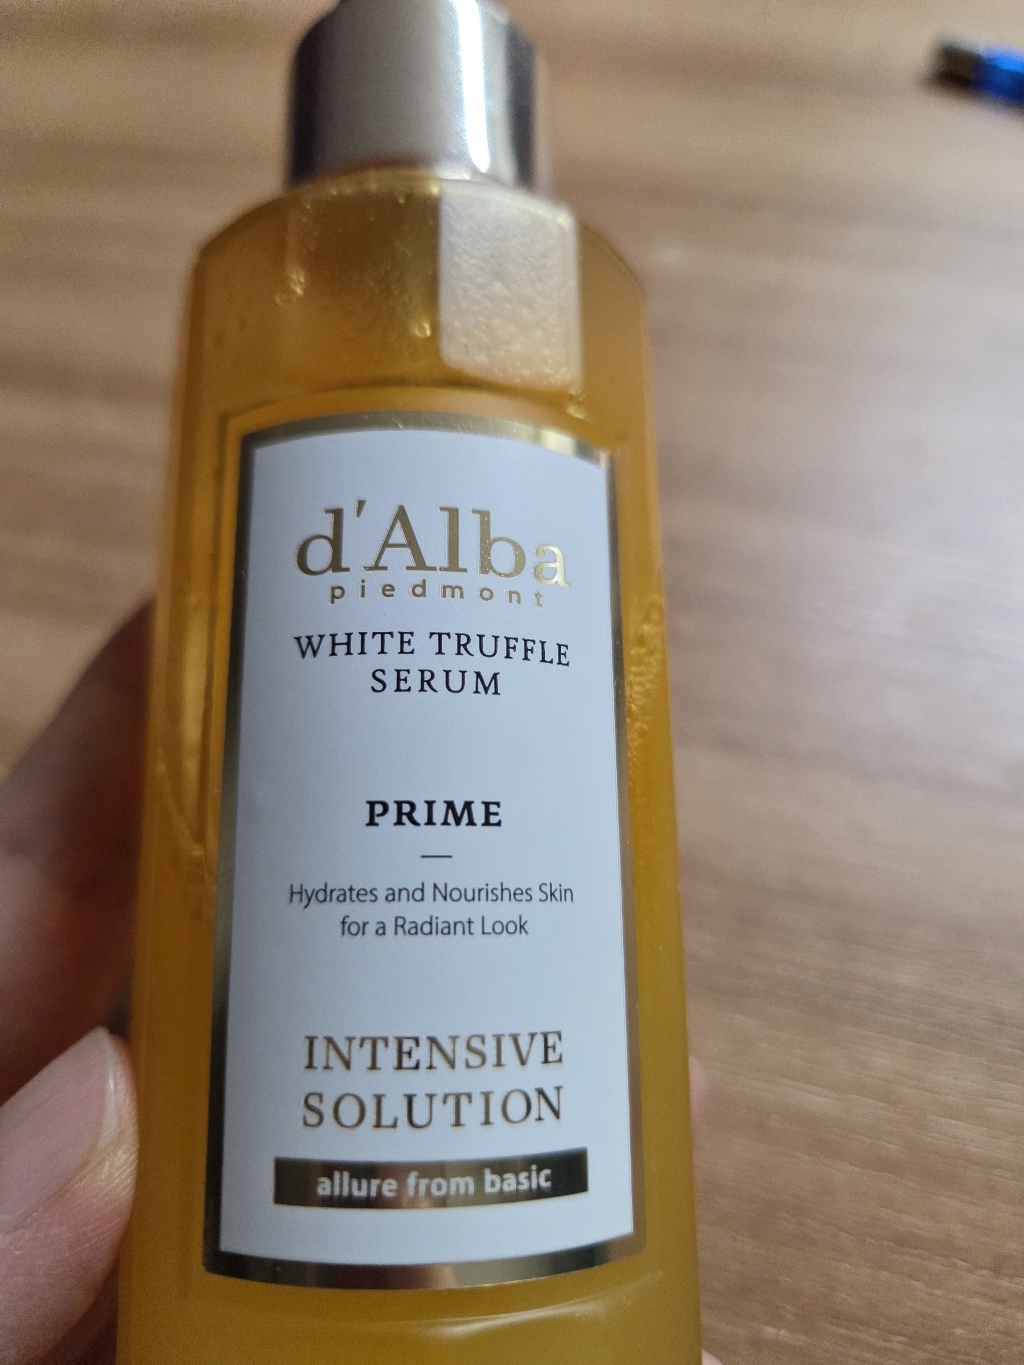 d'Alba
piedmont
WHITE TRUFFLE
SERUM
PRIME
Hydrates and Nourishes Skin
for a Radiant Look
INTENSIVE
SOLUTION
allure from basic